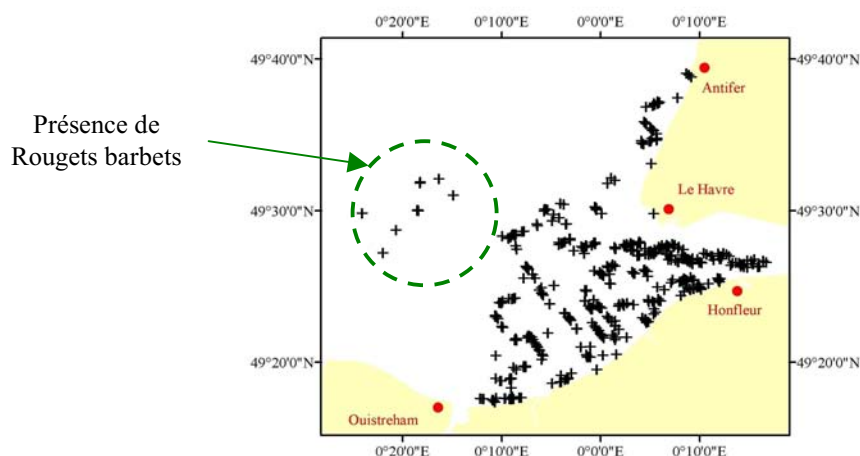 0°20'0"W 0°10'0"W 0°0'0"W 0°10'0"W
49°40'0"N 49°40'0"N
Antifer
Présence de
Rougets barbets
Le Havre
49°30'0"N 49°30'0"N
Honfleur
49°20'0"N 49°20'0"N
Ouistreham
0°20'0"W 0°10'0"W 0°0'0"W 0°10'0"W